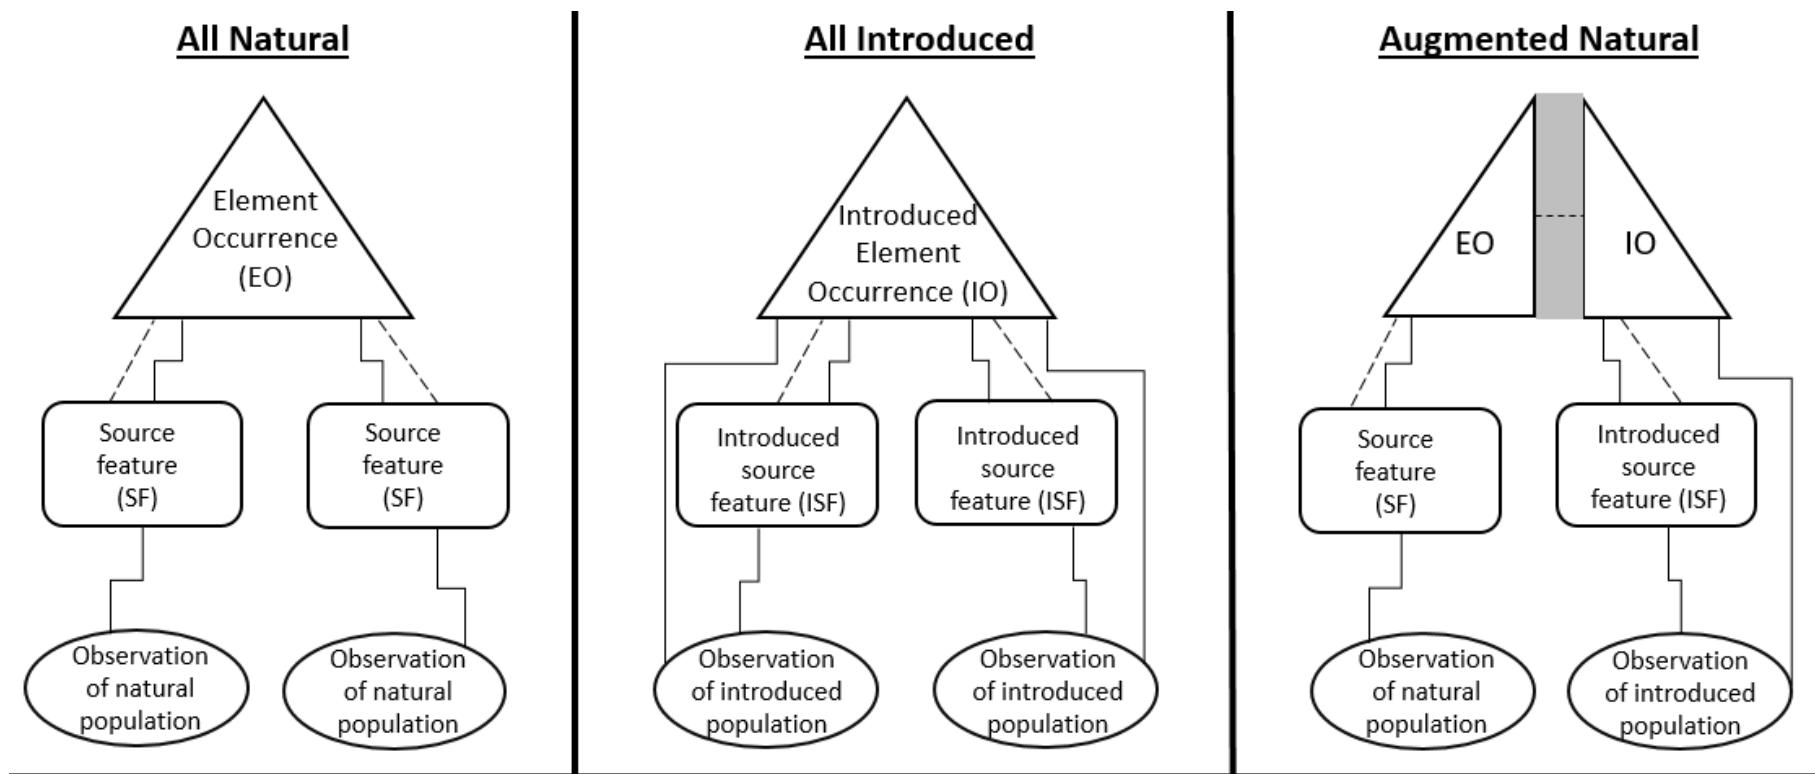 All Natural
Element
Occurrence
(EO)
Source
feature
(SF)
Source
feature
(SF)
Observation
of natural
population
Observation
of natural
population
All Introduced
Introduced
Element
Occurrence (IO)
Introduced
source
feature (ISF)
Introduced
source
feature (ISF)
Observation
of introduced
population
Observation
of introduced
population
Augmented Natural
EO
IO
Source
feature
(SF)
Introduced
source
feature (ISF)
Observation
of natural
population
Observation
of introduced
population